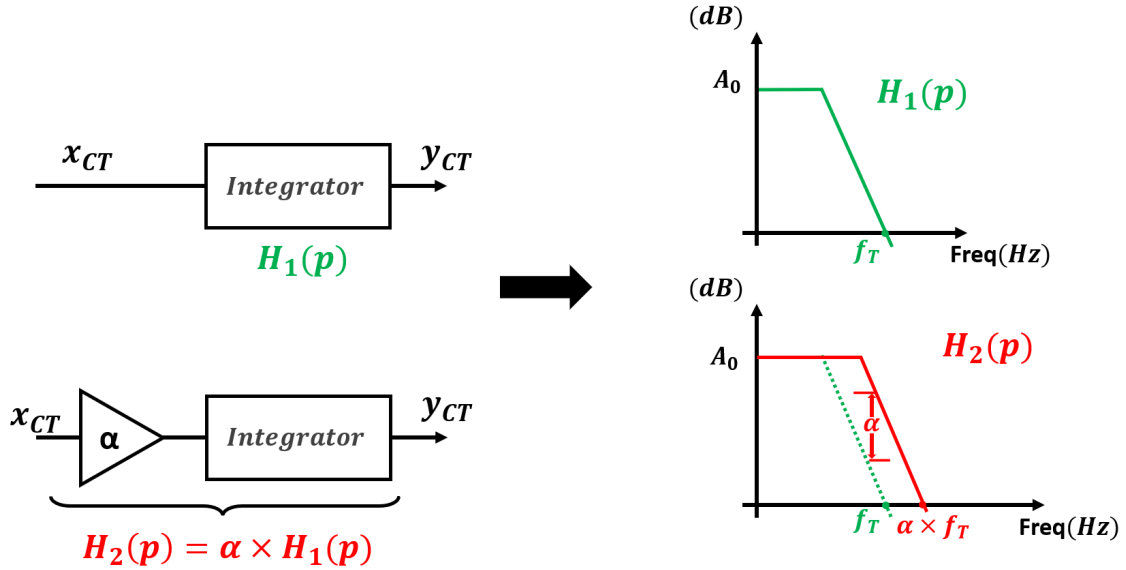 x_CT
Integrator
y_CT
H_1(p)
(dB)
A_0
H_1(p)
f_T
Freq(Hz)
x_CT
α
Integrator
y_CT
H_2(p) = α × H_1(p)
(dB)
A_0
H_2(p)
α
f_T
α × f_T
Freq(Hz)